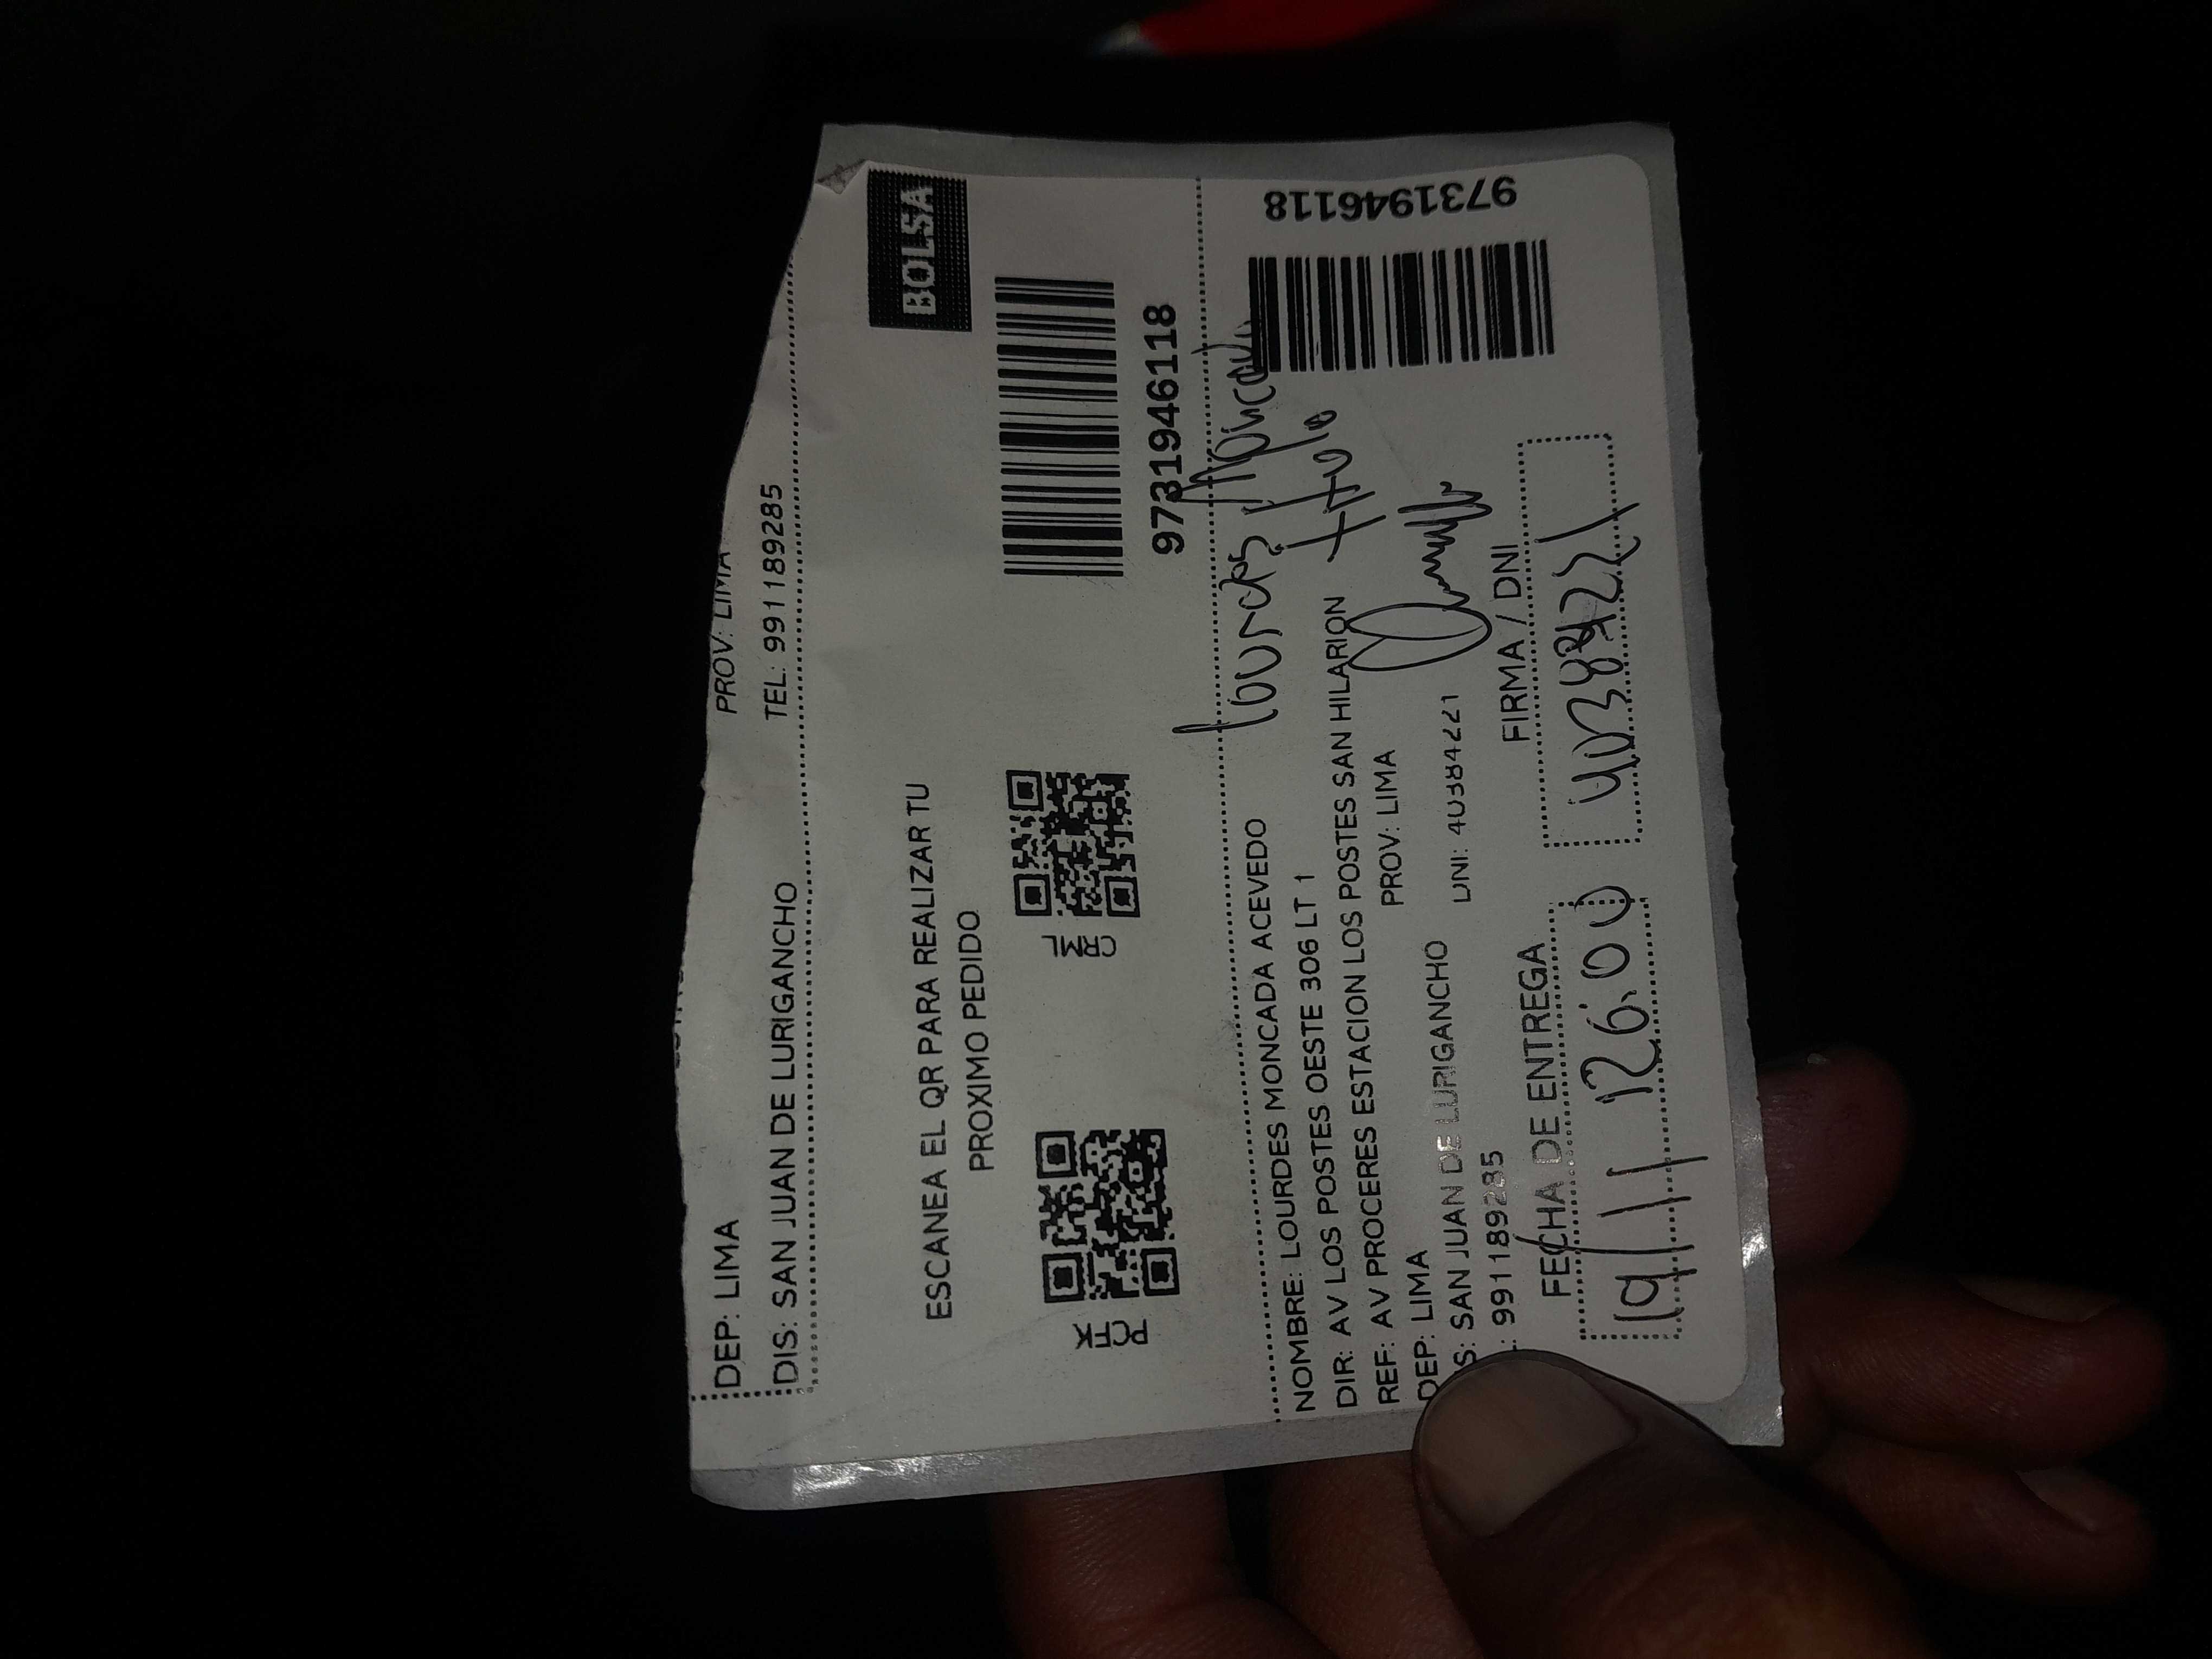 PROV: LIMA
DEP: LIMA
DIS: SAN JUAN DE LURIGANCHO TEL: 991189285
BOLSA
ESCANEA EL QR PARA REALIZAR TU
PROXIMO PEDIDO
PCFK
CRML
9731946118
Lourdes Moncada
titular
NOMBRE: LOURDES MONCADA ACEVEDO
DIR: AV LOS POSTES OESTE 306 LT 1
REF: AV PROCERES ESTACION LOS POSTES SAN HILARION
DEP: LIMA PROV: LIMA
S: SAN JUAN DE LURIGANCHO DNI: 40384221
: 991189285
9731946118
FECHA DE ENTREGA FIRMA / DNI
19/11